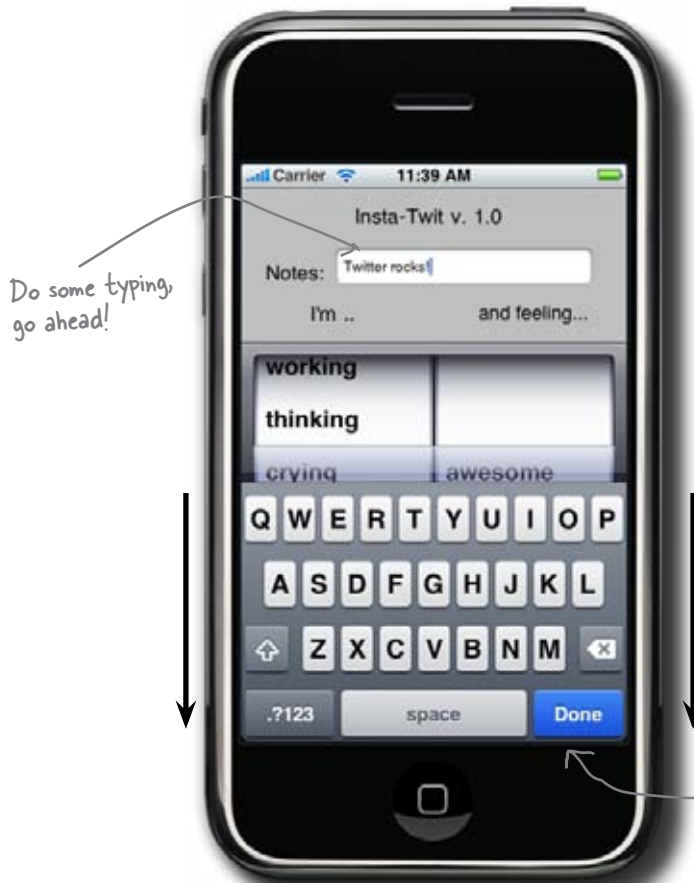 Carrier 11:39 AM
Insta-Twit v. 1.0
Do some typing,
go ahead!
Notes: Twitter rocks!
I'm .. and feeling...
working
thinking
crying awesome
Q W E R T Y U I O P
A S D F G H J K L
Z X C V B N M
.?123 space Done